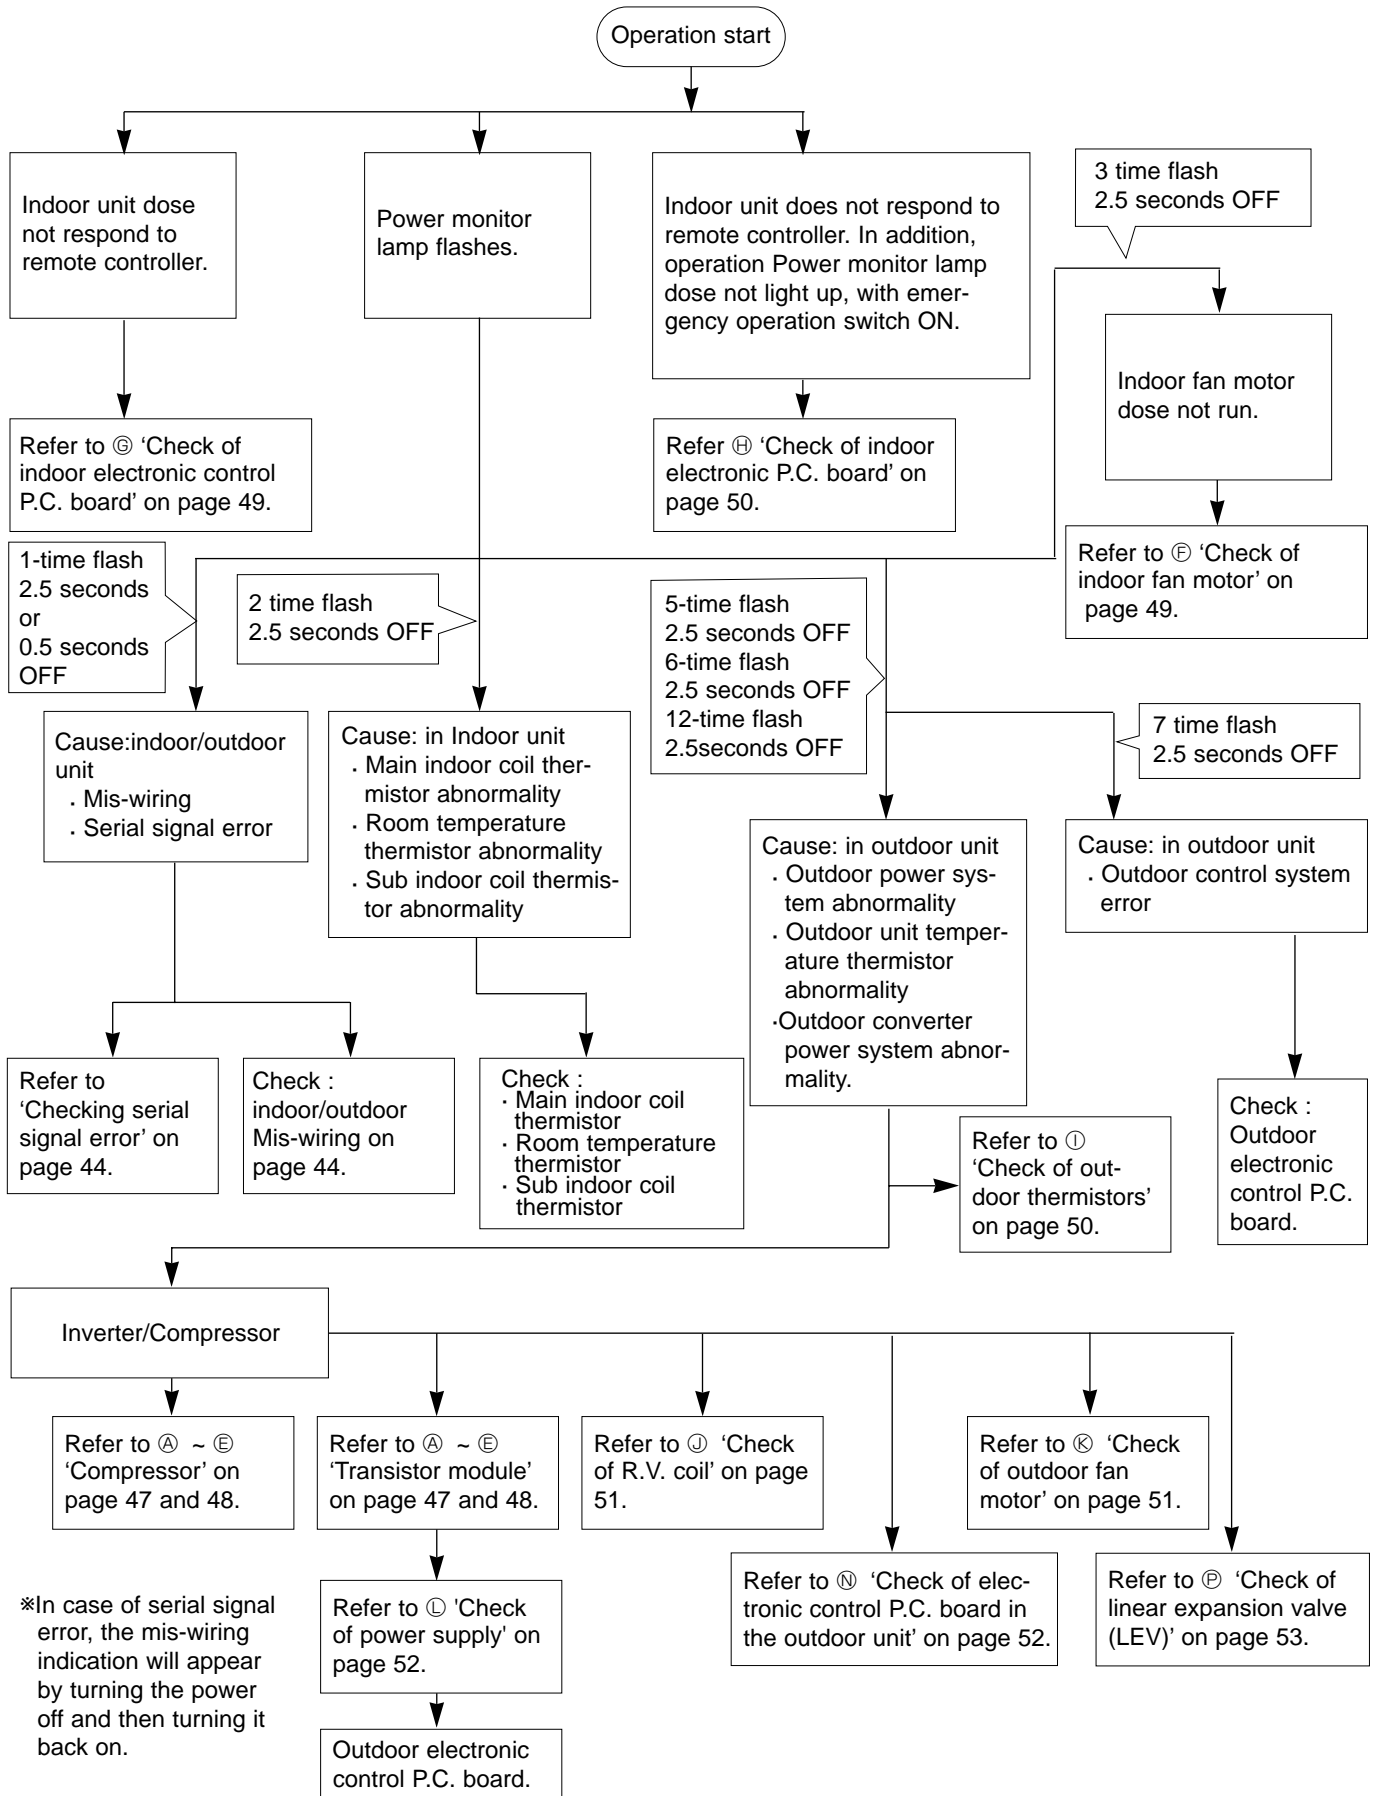 Operation start
Indoor unit dose
not respond to
remote controller.
Power monitor
lamp flashes.
Indoor unit does not respond to
remote controller. In addition,
operation Power monitor lamp
dose not light up, with emer-
gency operation switch ON.
3 time flash
2.5 seconds OFF
Indoor fan motor
dose not run.
Refer to Ⓖ ‘Check of
indoor electronic control
P.C. board’ on page 49.
Refer Ⓗ ‘Check of indoor
electronic P.C. board’ on
page 50.
Refer to Ⓕ ‘Check of
indoor fan motor’ on
page 49.
1-time flash
2.5 seconds
or
0.5 seconds
OFF
2 time flash
2.5 seconds OFF
5-time flash
2.5 seconds OFF
6-time flash
2.5 seconds OFF
12-time flash
2.5seconds OFF
7 time flash
2.5 seconds OFF
Cause:indoor/outdoor
unit
. Mis-wiring
. Serial signal error
Cause: in Indoor unit
. Main indoor coil ther-
mistor abnormality
. Room temperature
thermistor abnormality
. Sub indoor coil thermis-
tor abnormality
Cause: in outdoor unit
. Outdoor power sys-
tem abnormality
. Outdoor unit temper-
ature thermistor
abnormality
·Outdoor converter
power system abnor-
mality.
Cause: in outdoor unit
. Outdoor control system
error
Refer to
‘Checking serial
signal error’ on
page 44.
Check :
indoor/outdoor
Mis-wiring on
page 44.
Check :
· Main indoor coil
thermistor
· Room temperature
thermistor
· Sub indoor coil
thermistor
Refer to Ⓘ
‘Check of out-
door thermistors’
on page 50.
Check :
Outdoor
electronic
control P.C.
board.
Inverter/Compressor
Refer to Ⓐ ~ Ⓔ
‘Compressor’ on
page 47 and 48.
Refer to Ⓐ ~ Ⓔ
‘Transistor module’
on page 47 and 48.
Refer to Ⓙ ‘Check
of R.V. coil’ on page
51.
Refer to Ⓚ ‘Check
of outdoor fan
motor’ on page 51.
Refer to Ⓛ 'Check
of power supply' on
page 52.
Refer to Ⓝ ‘Check of elec-
tronic control P.C. board in
the outdoor unit’ on page 52.
Refer to Ⓟ ‘Check of
linear expansion valve
(LEV)’ on page 53.
Outdoor electronic
control P.C. board.
※In case of serial signal
error, the mis-wiring
indication will appear
by turning the power
off and then turning it
back on.